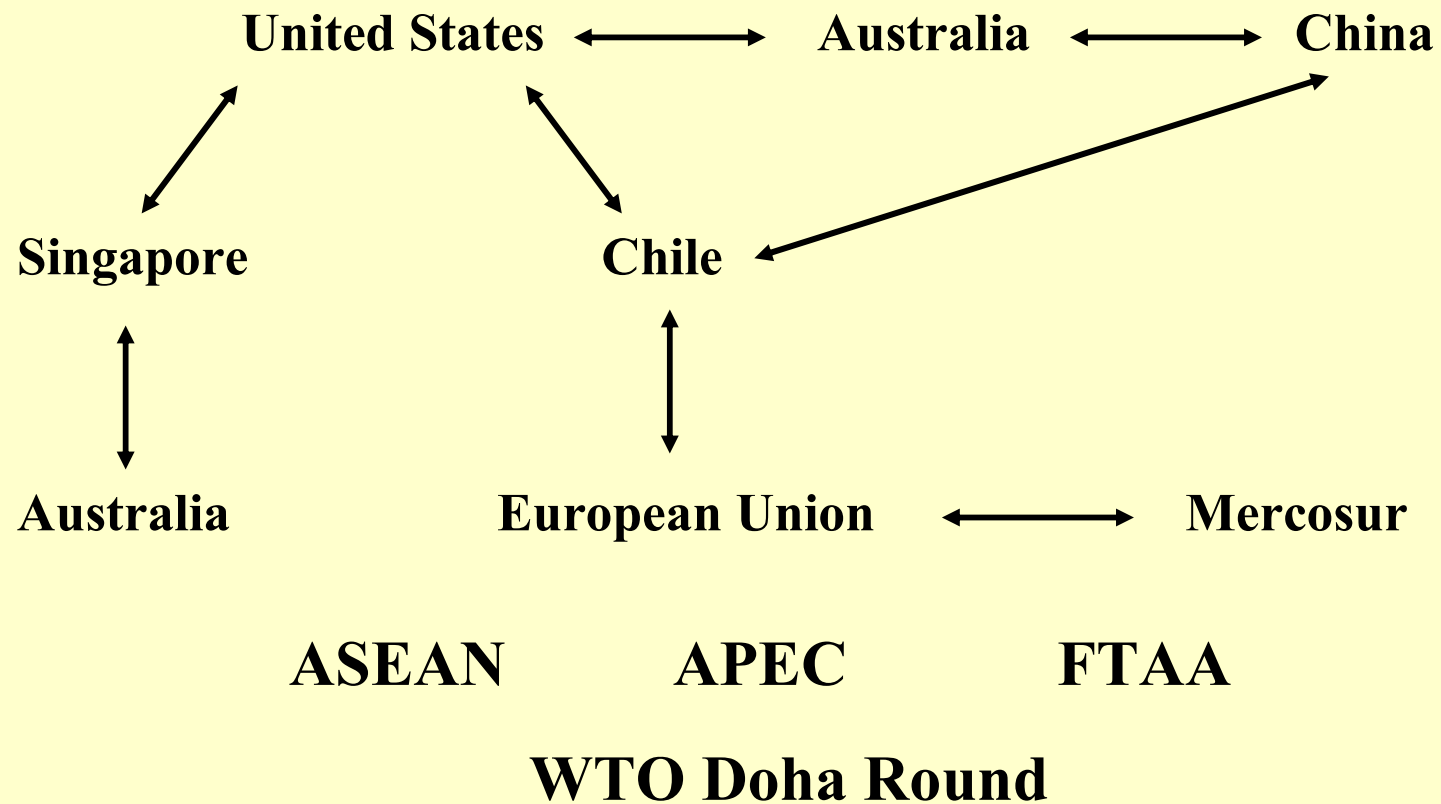 United States Australia China
Singapore Chile
Australia European Union Mercosur
ASEAN APEC FTAA
WTO Doha Round